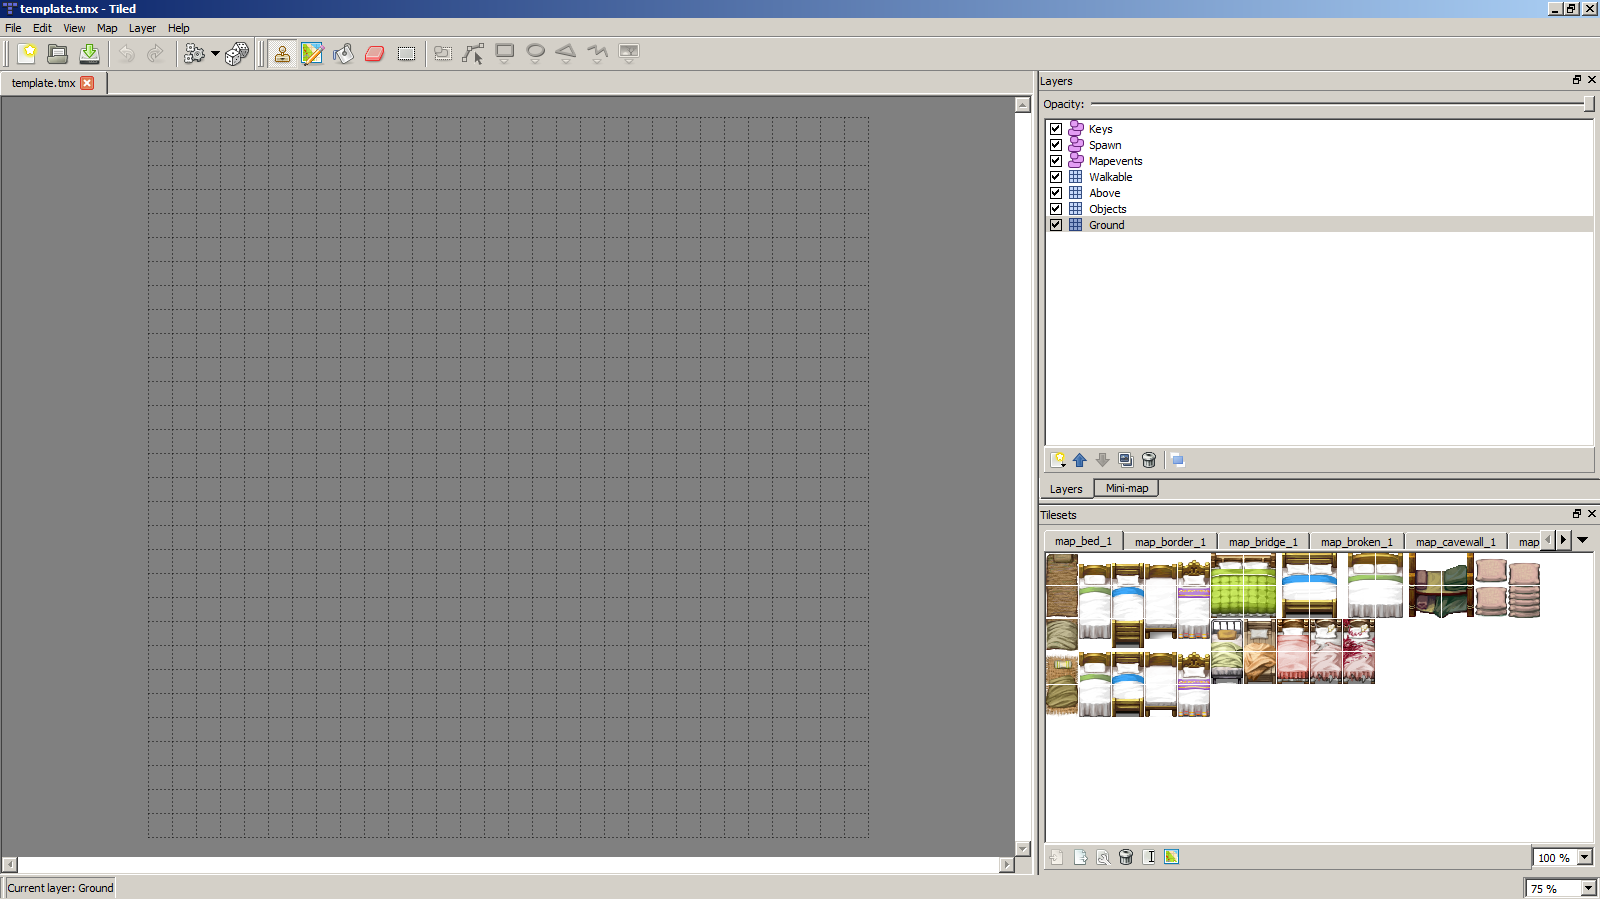 template.tmx - Tiled
File Edit View Map Layer Help
template.tmx
Layers
Opacity:
Keys
Spawn
Mapevents
Walkable
Above
Objects
Ground
Layers Mini-map
Tilesets
map_bed_1 map_border_1 map_bridge_1 map_broken_1 map_cavewall_1 map
100 %
Current layer: Ground
75 %